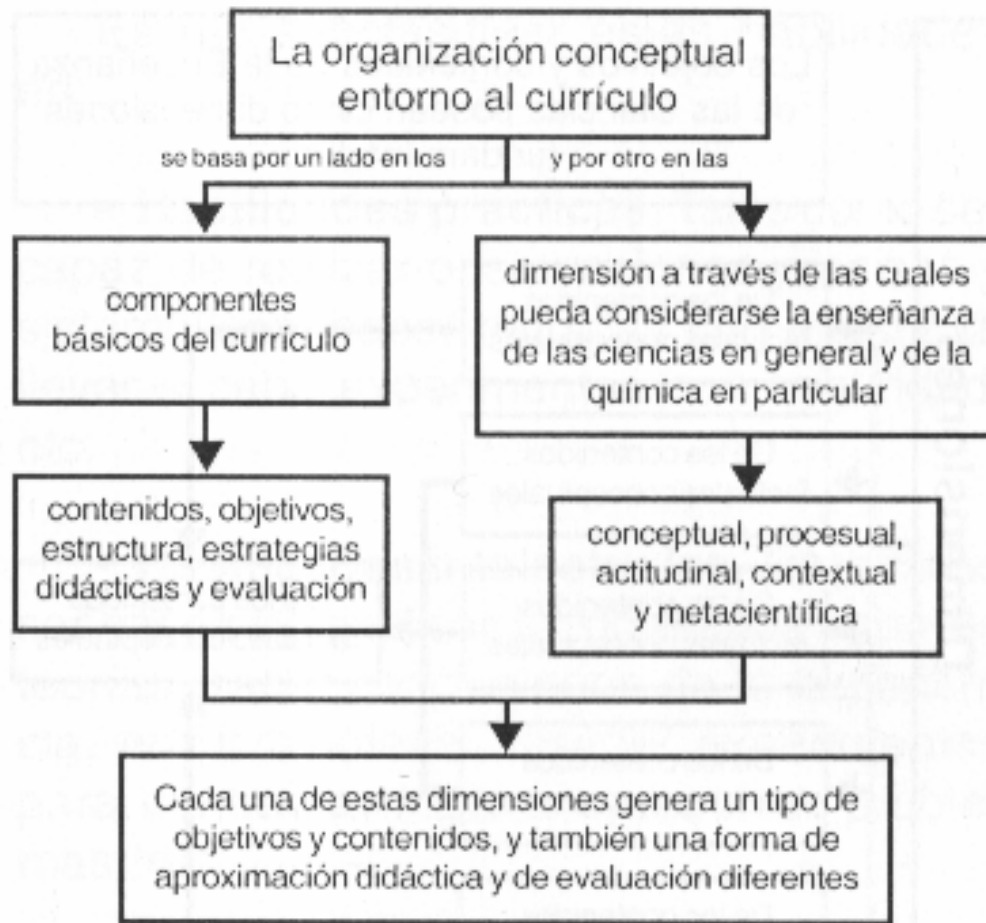 La organización conceptual
entorno al currículo
se basa por un lado en los
y por otro en las
componentes
básicos del currículo
dimensión a través de las cuales
pueda considerarse la enseñanza
de las ciencias en general y de la
química en particular
contenidos, objetivos,
estructura, estrategias
didácticas y evaluación
conceptual, procesual,
actitudinal, contextual
y metacientífica
Cada una de estas dimensiones genera un tipo de
objetivos y contenidos, y también una forma de
aproximación didáctica y de evaluación diferentes